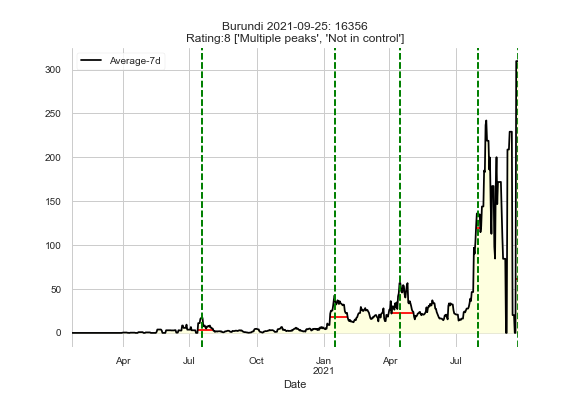 Burundi 2021-09-25: 16356
Rating:8 ['Multiple peaks', 'Not in control']
Average-7d
300
250
200
150
100
50
0
Apr
Jul
Oct
Jan
2021
Apr
Jul
Date